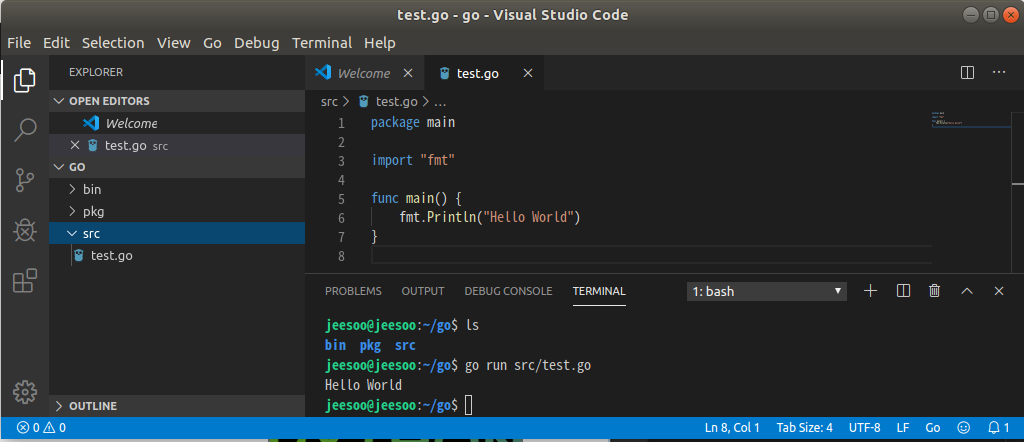 test.go - go - Visual Studio Code
File Edit Selection View Go Debug Terminal Help
EXPLORER
OPEN EDITORS
Welcome
test.go src
GO
bin
pkg
src
test.go
OUTLINE
Welcome
test.go
src > test.go > ...
1 package main
2
3 import "fmt"
4
5 func main() {
6 fmt.Println("Hello World")
7 }
8
PROBLEMS OUTPUT DEBUG CONSOLE TERMINAL 1: bash
jeesoo@jeesoo:~/go$ ls
bin pkg src
jeesoo@jeesoo:~/go$ go run src/test.go
Hello World
jeesoo@jeesoo:~/go$
0 0 Ln 8, Col 1 Tab Size: 4 UTF-8 LF Go 1